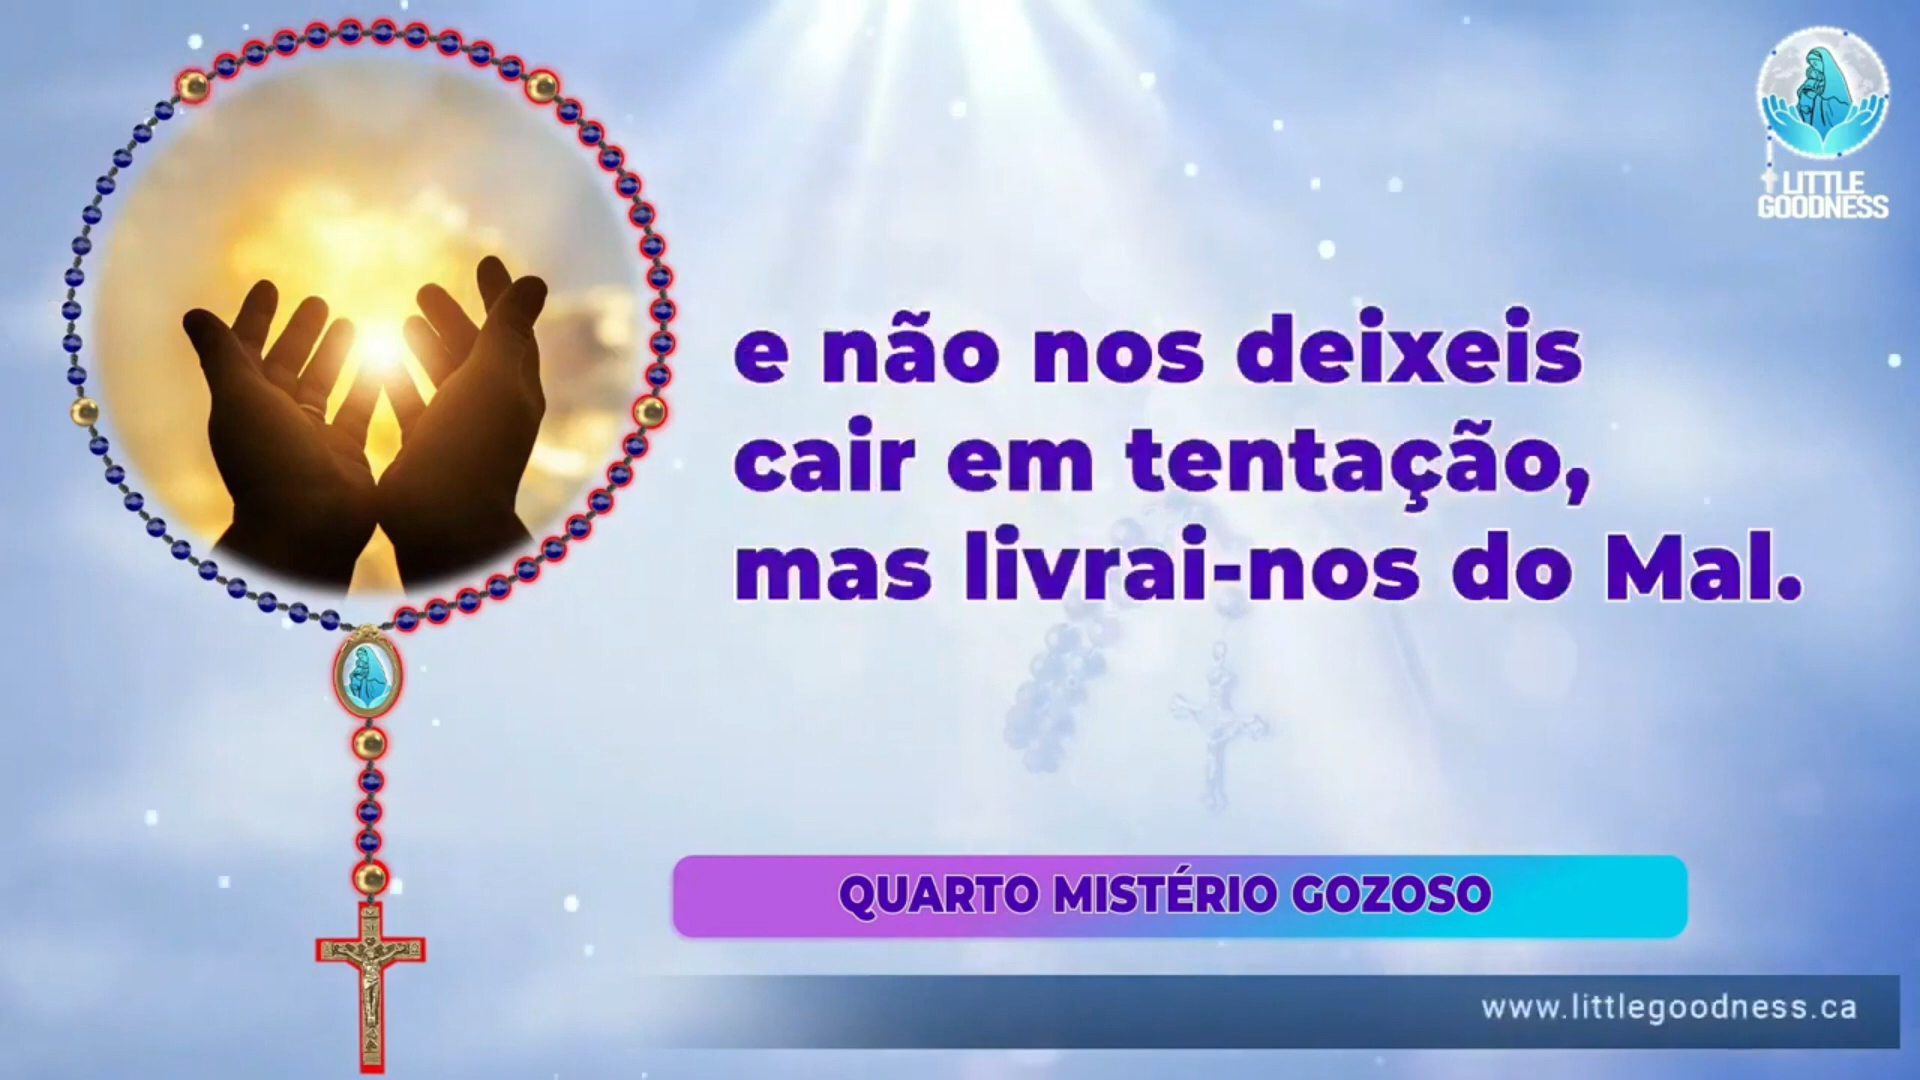 LITTLE
GOODNESS
e não nos deixeis
cair em tentação,
mas livrai-nos do Mal.
QUARTO MISTÉRIO GOZOSO
www.littlegoodness.ca